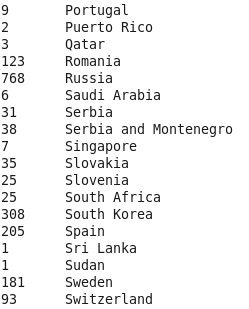 9 Portugal
2 Puerto Rico
3 Qatar
123 Romania
768 Russia
6 Saudi Arabia
31 Serbia
38 Serbia and Montenegro
7 Singapore
35 Slovakia
25 Slovenia
25 South Africa
308 South Korea
205 Spain
1 Sri Lanka
1 Sudan
181 Sweden
93 Switzerland